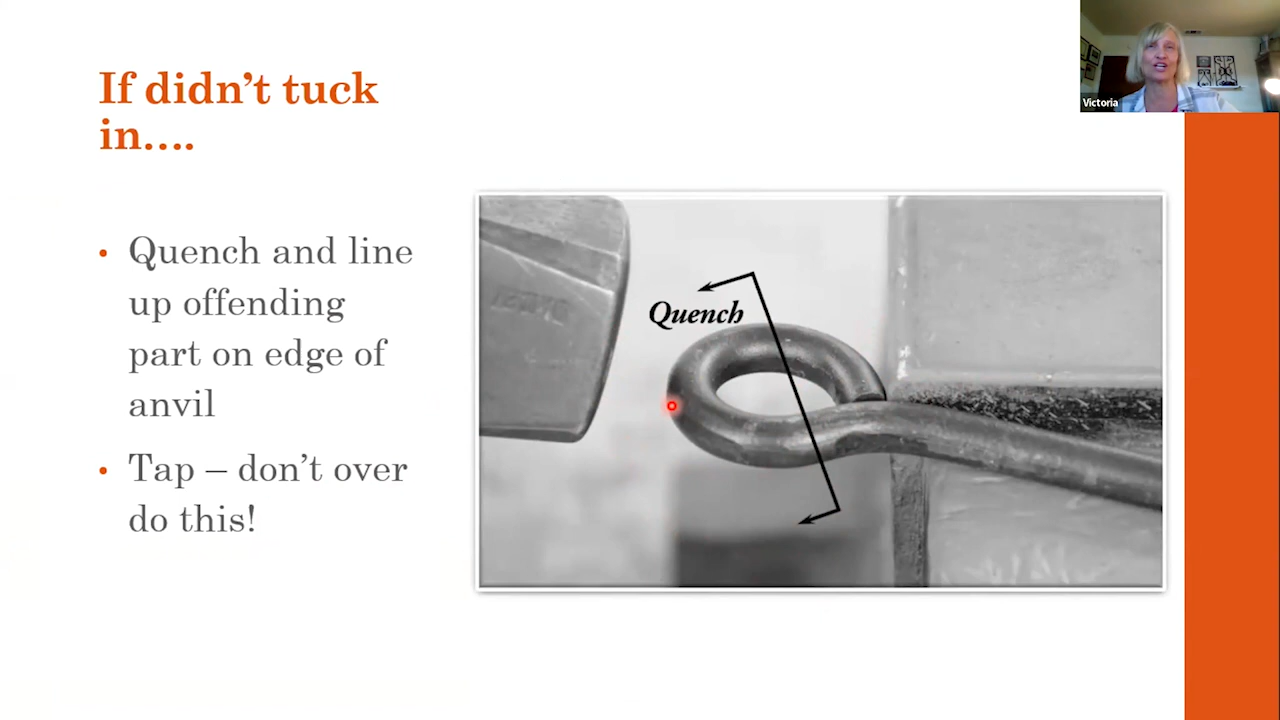 If didn’t tuck
in....
• Quench and line
up offending
part on edge of
anvil
• Tap – don’t over
do this!
Quench
Victoria